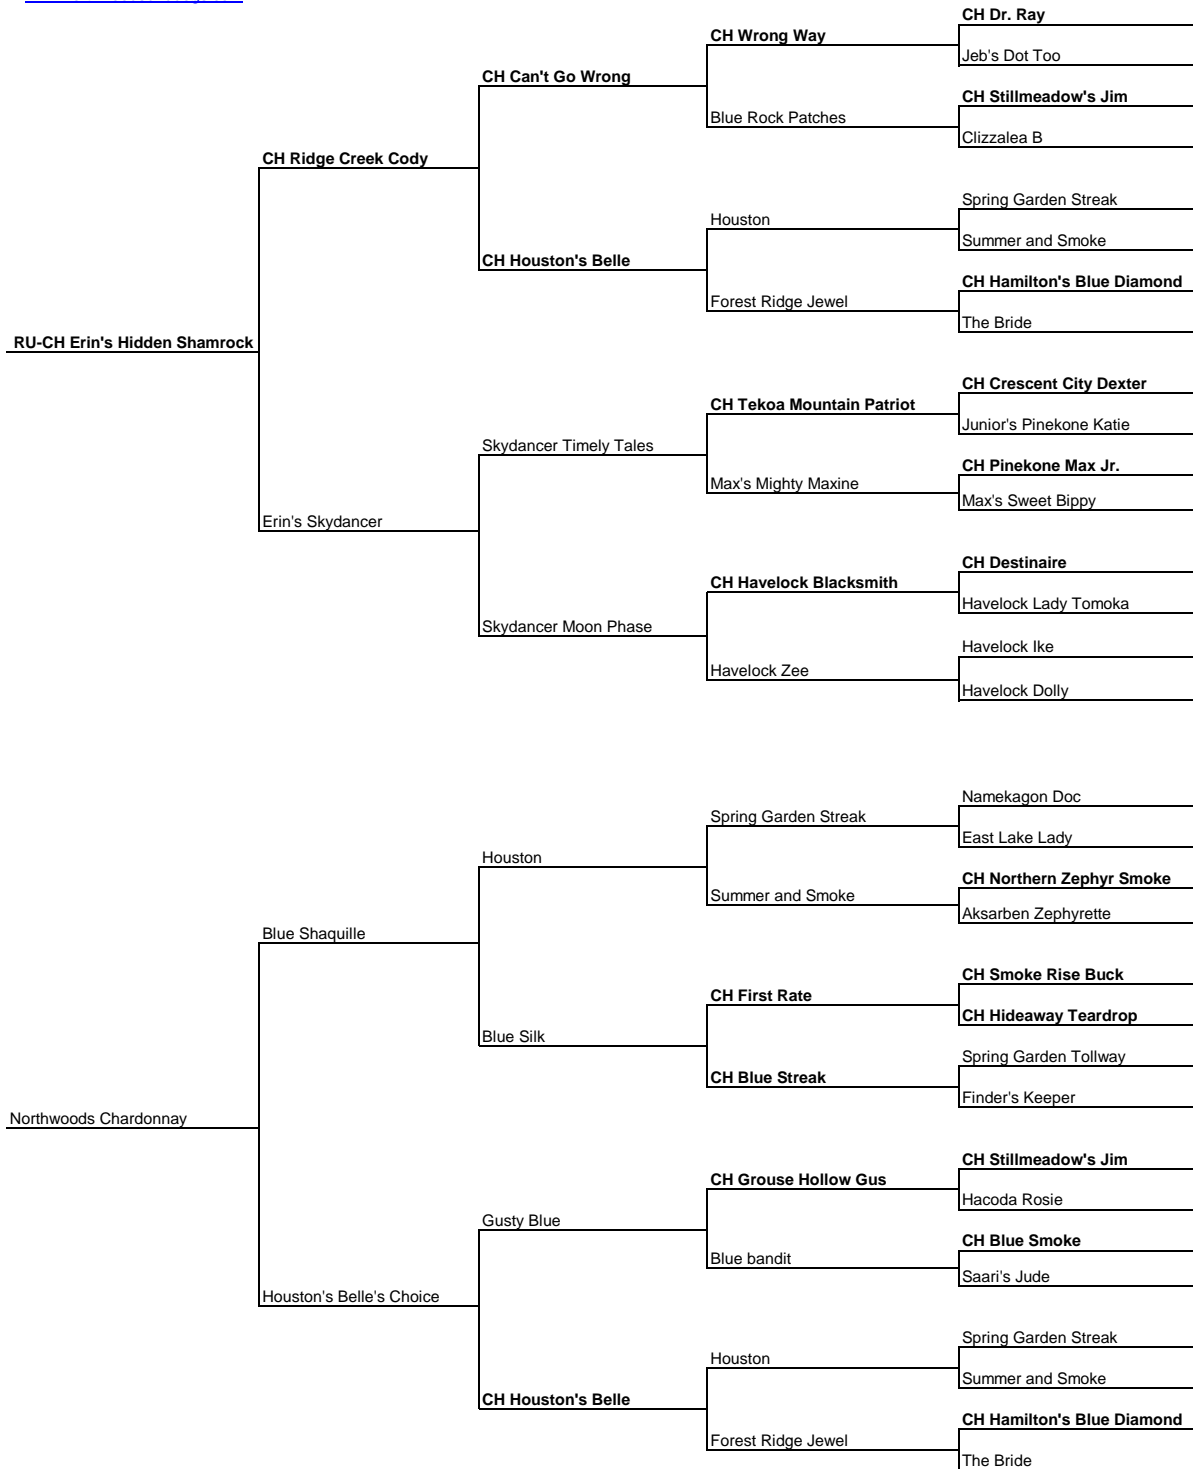 CH Dr. Ray
CH Wrong Way
Jeb's Dot Too
CH Can't Go Wrong
CH Stillmeadow's Jim
Blue Rock Patches
Clizzalea B
CH Ridge Creek Cody
Spring Garden Streak
Houston
Summer and Smoke
CH Houston's Belle
CH Hamilton's Blue Diamond
Forest Ridge Jewel
The Bride
RU-CH Erin's Hidden Shamrock
CH Crescent City Dexter
CH Tekoa Mountain Patriot
Junior's Pinekone Katie
Skydancer Timely Tales
CH Pinekone Max Jr.
Max's Mighty Maxine
Max's Sweet Bippy
Erin's Skydancer
CH Destinaire
CH Havelock Blacksmith
Havelock Lady Tomoka
Skydancer Moon Phase
Havelock Ike
Havelock Zee
Havelock Dolly
Namekagon Doc
Spring Garden Streak
East Lake Lady
Houston
CH Northern Zephyr Smoke
Summer and Smoke
Aksarben Zephyrette
Blue Shaquille
CH Smoke Rise Buck
CH First Rate
CH Hideaway Teardrop
Blue Silk
Spring Garden Tollway
CH Blue Streak
Finder's Keeper
Northwoods Chardonnay
CH Stillmeadow's Jim
CH Grouse Hollow Gus
Hacoda Rosie
Gusty Blue
CH Blue Smoke
Blue bandit
Saari's Jude
Houston's Belle's Choice
Spring Garden Streak
Houston
Summer and Smoke
CH Houston's Belle
CH Hamilton's Blue Diamond
Forest Ridge Jewel
The Bride